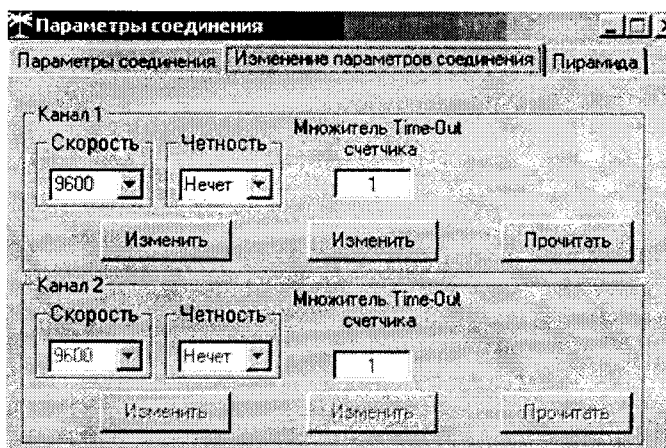 Параметры соединения
Параметры соединения Изменение параметров соединения Пирамида
Канал 1
Скорость Четность Множитель Time-Out
счетчика
9600 Нечет 1
Изменить Изменить Прочитать
Канал 2
Скорость Четность Множитель Time-Out
счетчика
9600 Нечет 1
Изменить Изменить Прочитать